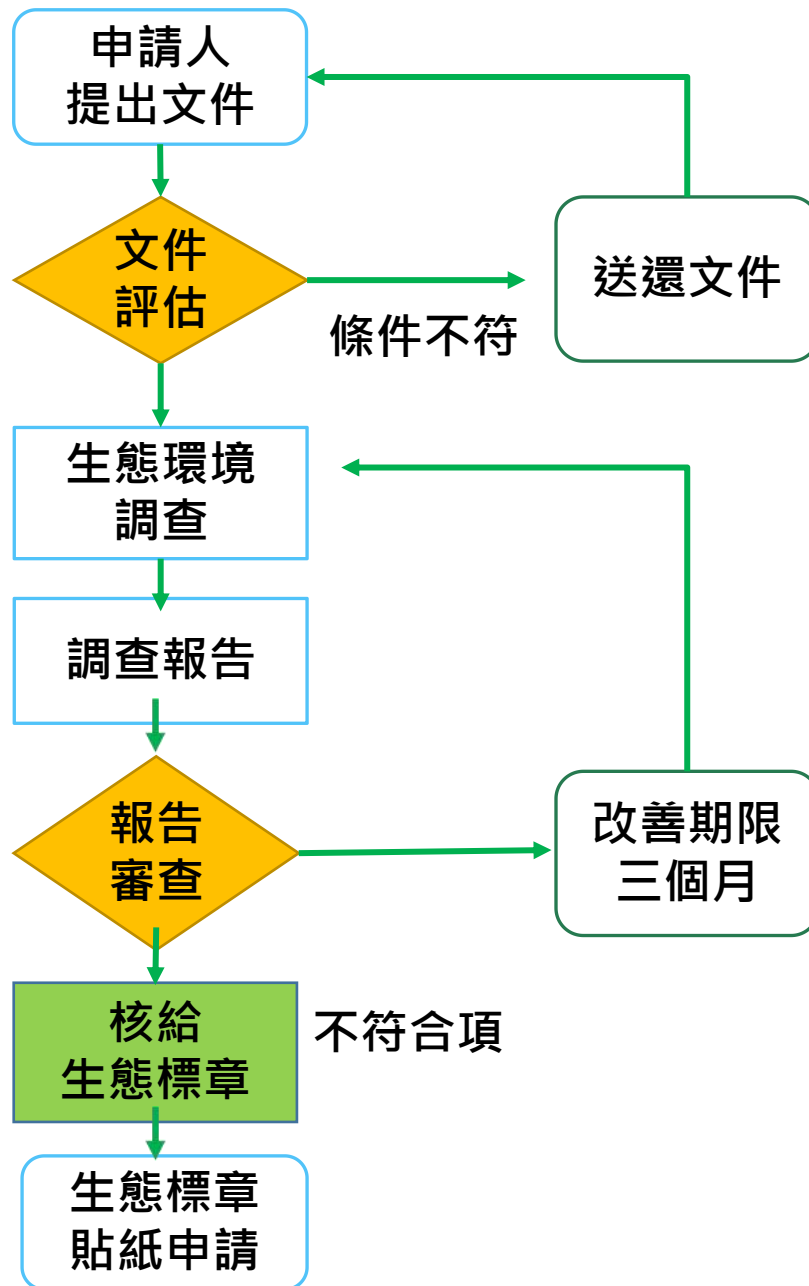 申請人
提出文件
文件
評估
條件不符
送還文件
生態環境
調查
調查報告
報告
審查
改善期限
三個月
核給
生態標章
不符合項
生態標章
貼紙申請